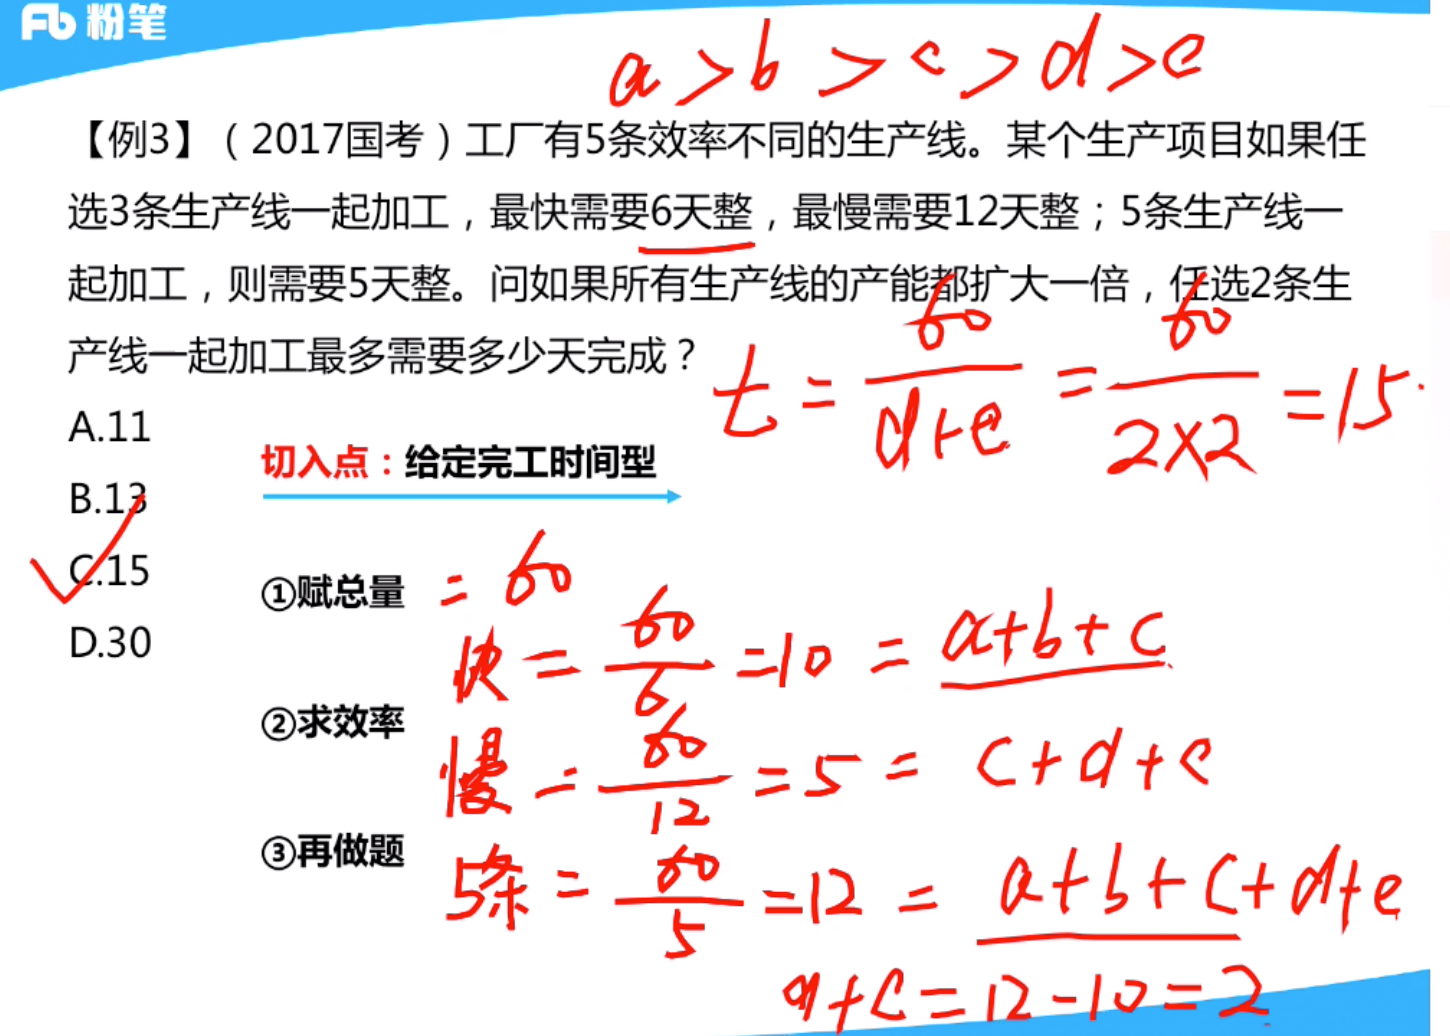 粉笔
a>b>c>d>e
【例3】（2017国考）工厂有5条效率不同的生产线。某个生产项目如果任
选3条生产线一起加工，最快需要6天整，最慢需要12天整；5条生产线一
起加工，则需要5天整。问如果所有生产线的产能都扩大一倍，任选2条生
产线一起加工最多需要多少天完成？
t=60/d+e=60/2×2=15
A.11
切入点：给定完工时间型
B.13
C.15
①赋总量 =60
快=60/6=10=a+b+c
D.30
②求效率
慢=60/12=5=c+d+e
③再做题
5条=60/5=12=a+b+c+d+e
d+c=12-10=2